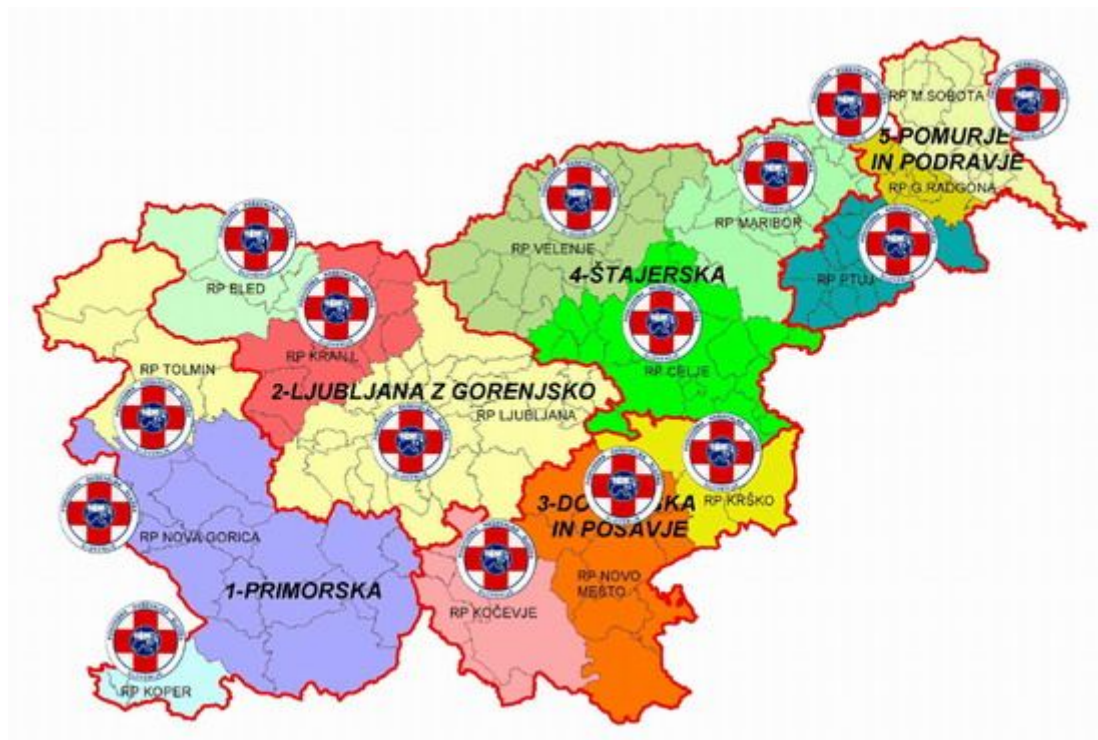 RP M.SOBOTA
5-POMURJE
IN PODRAVJE
RP G.RADGONA
RP MARIBOR
RP VELENJE
4-ŠTAJERSKA
RP PTUJ
RP BLED
RP KRANJ
RP TOLMIN
RP CELJE
2-LJUBLJANA Z GORENJSKO
RP LJUBLJANA
RP KRŠKO
IN POSAVJE
RP NOVA GORICA
1-PRIMORSKA
RP NOVO
MESTO
RP KOČEVJE
RP KOPER